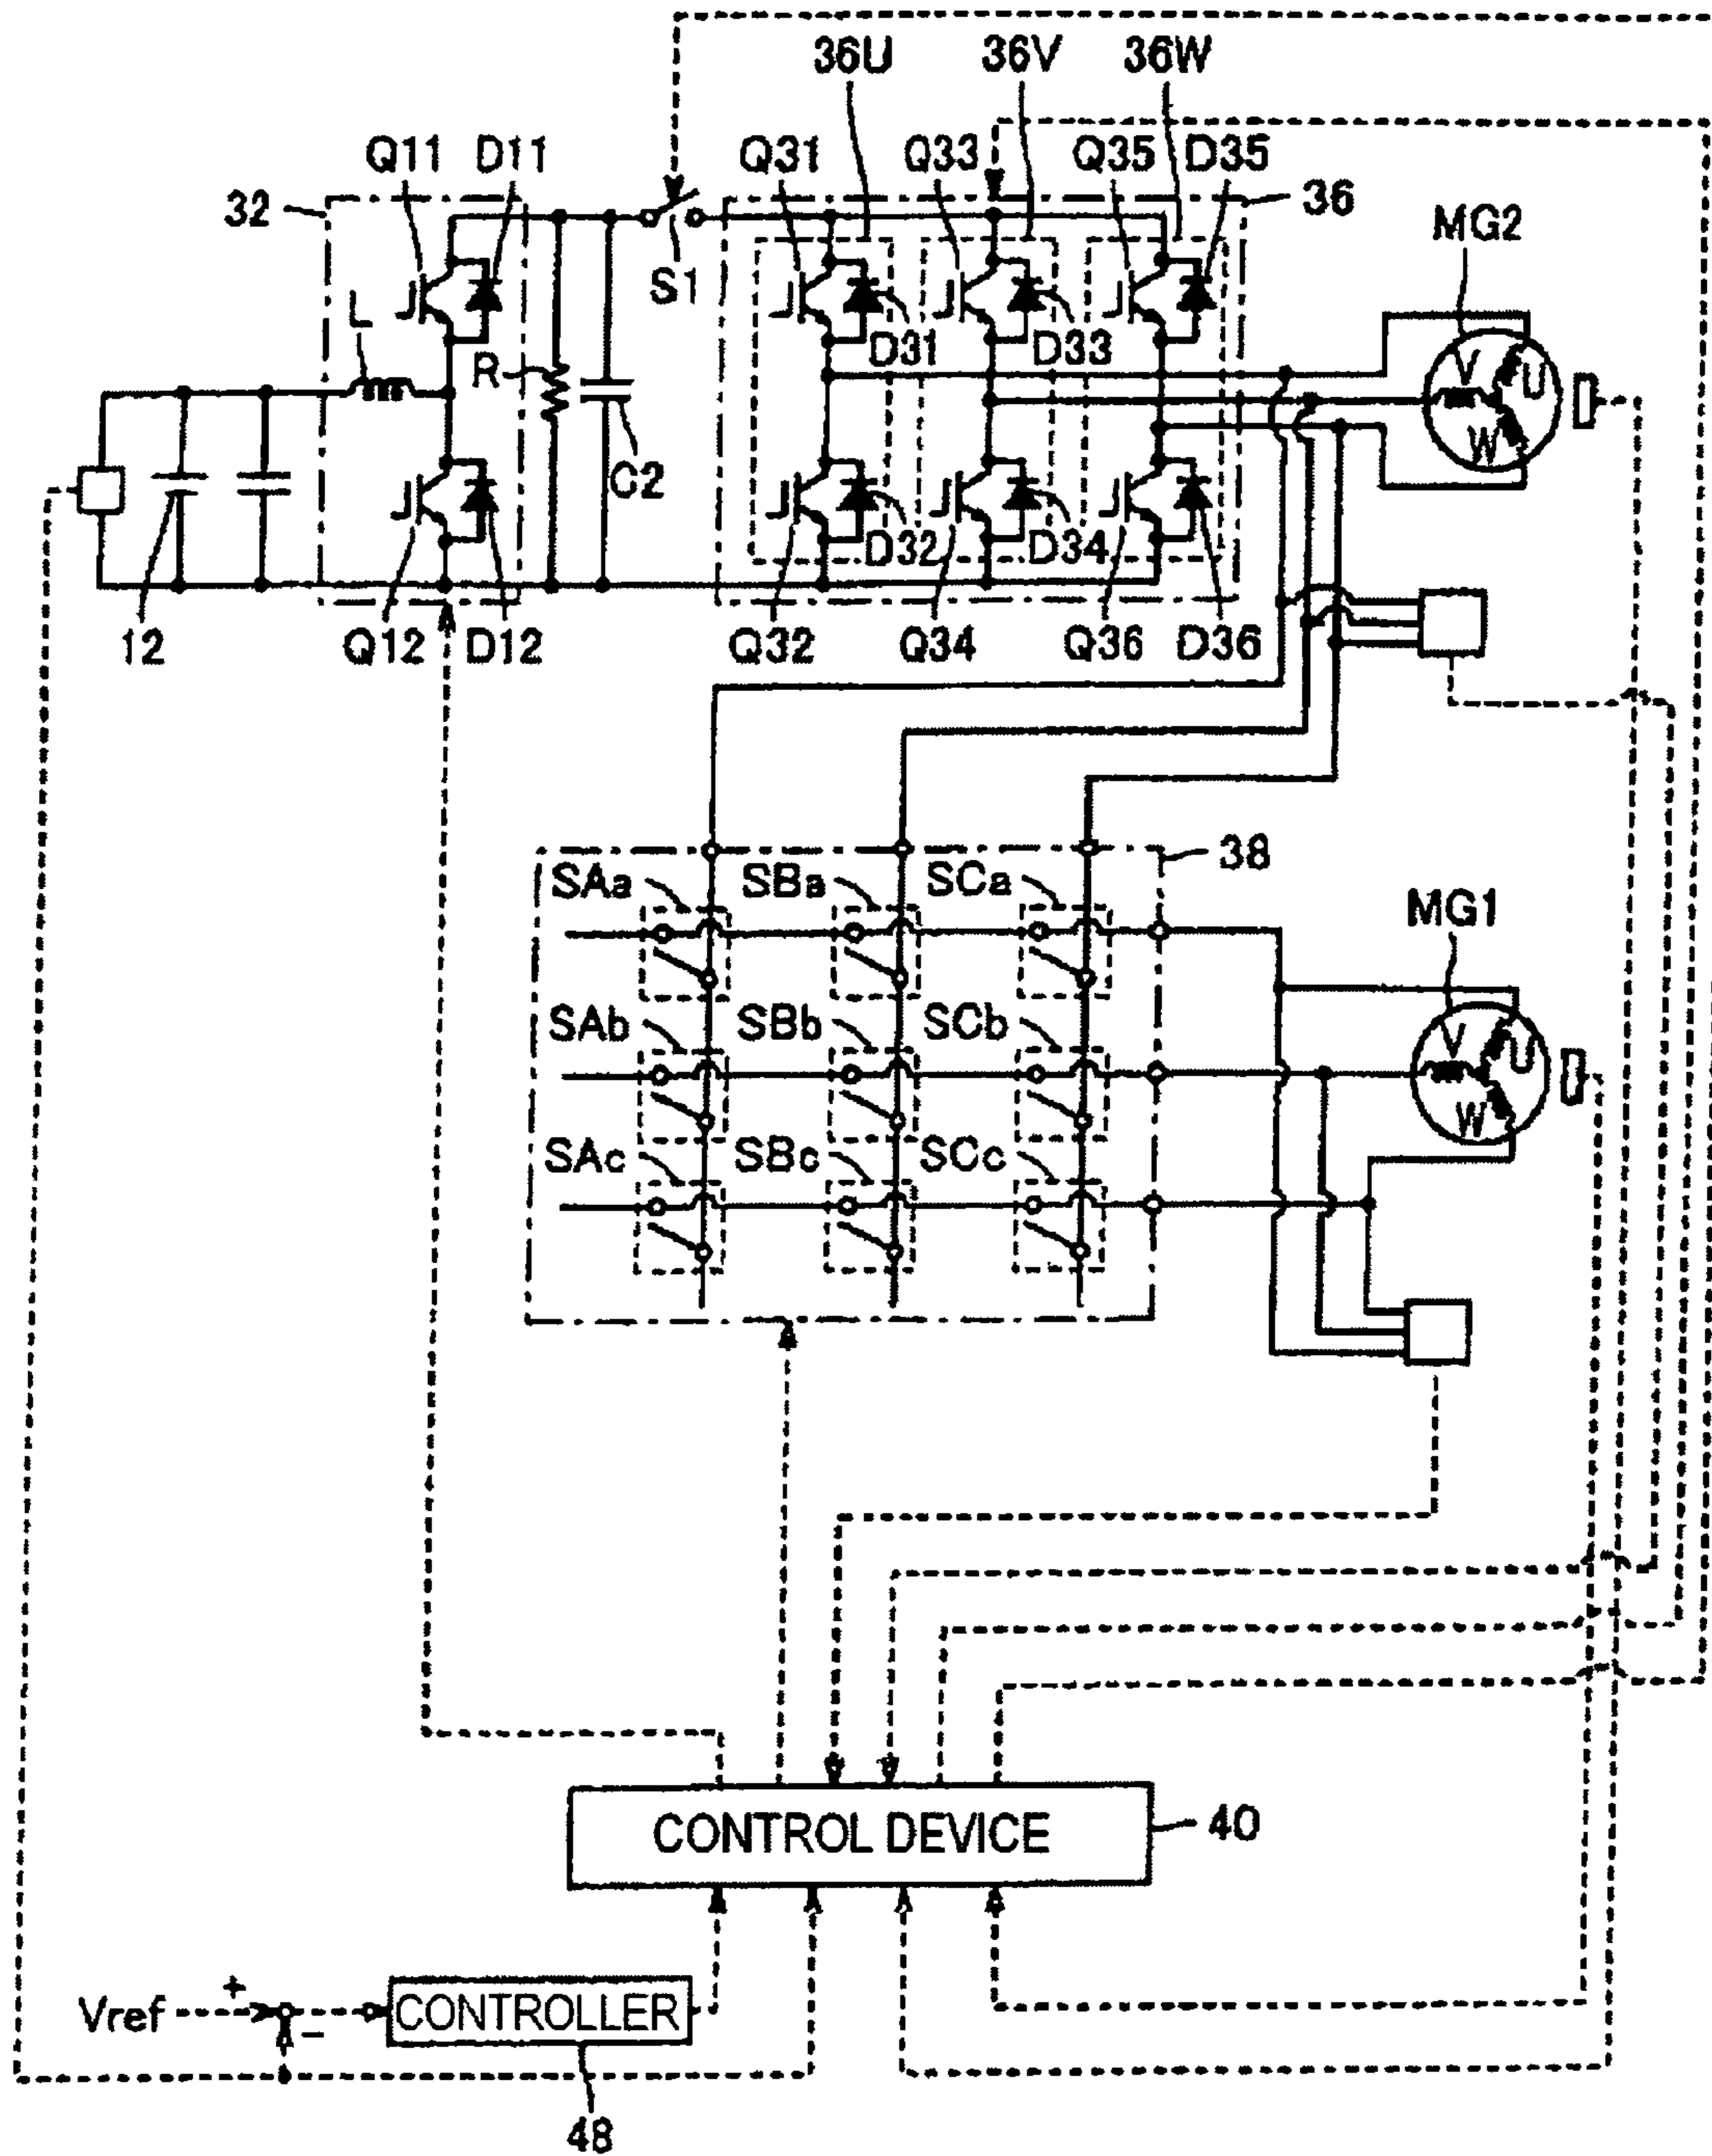 36U 36V 36W
Q11 D11 Q31 Q33 Q35 D35
32 36
MG2
S1
L
D31 D33
R
V U
W
C2
D32 D34
12 Q12 D12 Q32 Q34 Q36 D36
38
SAa SBa SCa
MG1
SAb SBb SCb
V U
W
SAc SBc SCc
CONTROL DEVICE 40
Vref + − CONTROLLER
48